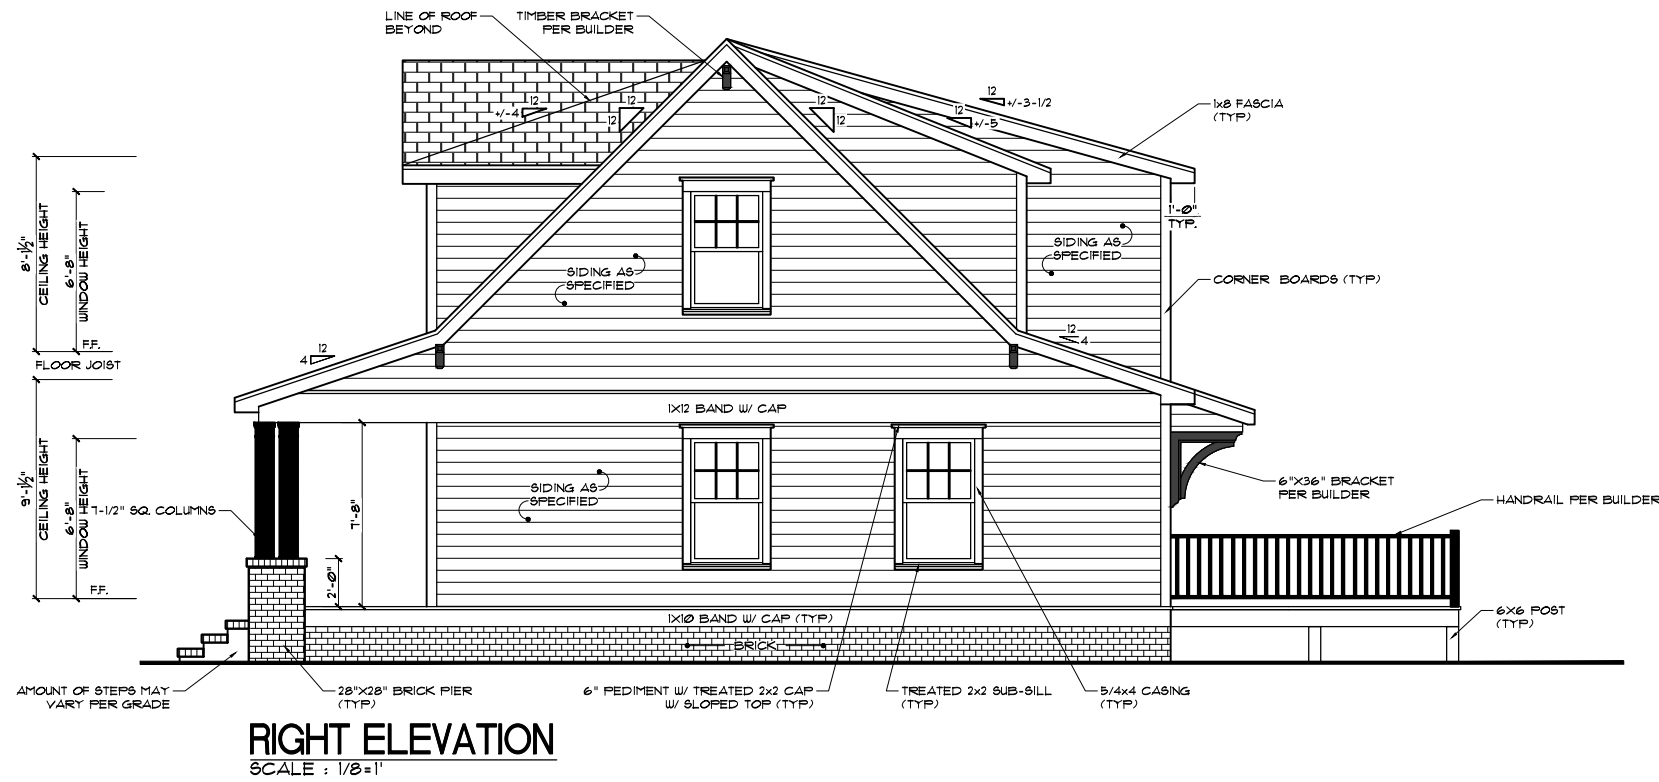 LINE OF ROOF
BEYOND
TIMBER BRACKET
PER BUILDER
12
+/-4
12
12
12
12
12
+/-3-1/2
12
+/-5
1x8 FASCIA
(TYP)
1'-0"
TYP.
8'-1½"
CEILING HEIGHT
6'-8"
WINDOW HEIGHT
F.F.
FLOOR JOIST
SIDING AS
SPECIFIED
SIDING AS
SPECIFIED
CORNER BOARDS (TYP)
12
4
12
4
1X12 BAND W/ CAP
9'-1½"
CEILING HEIGHT
6'-8"
WINDOW HEIGHT
F.F.
7-1/2" SQ. COLUMNS
7'-8"
2'-0"
SIDING AS
SPECIFIED
6"X36" BRACKET
PER BUILDER
HANDRAIL PER BUILDER
1X10 BAND W/ CAP (TYP)
BRICK
6X6 POST
(TYP)
AMOUNT OF STEPS MAY
VARY PER GRADE
28"X28" BRICK PIER
(TYP)
6" PEDIMENT W/ TREATED 2x2 CAP
W/ SLOPED TOP (TYP)
TREATED 2x2 SUB-SILL
(TYP)
5/4x4 CASING
(TYP)
RIGHT ELEVATION
SCALE : 1/8=1'